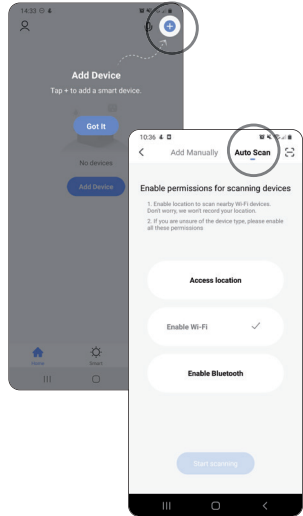 14:33
Add Device
Tap + to add a smart device.
Got It
No devices
Add Device
Home
Smart
10:36
Add Manually
Auto Scan
Enable permissions for scanning devices
1. Enable location to scan nearby Wi-Fi devices.
Don't worry, we won't record your location.
2. If you are unsure of the device type, please enable
all these permissions
Access location
Enable Wi-Fi
Enable Bluetooth
Start scanning